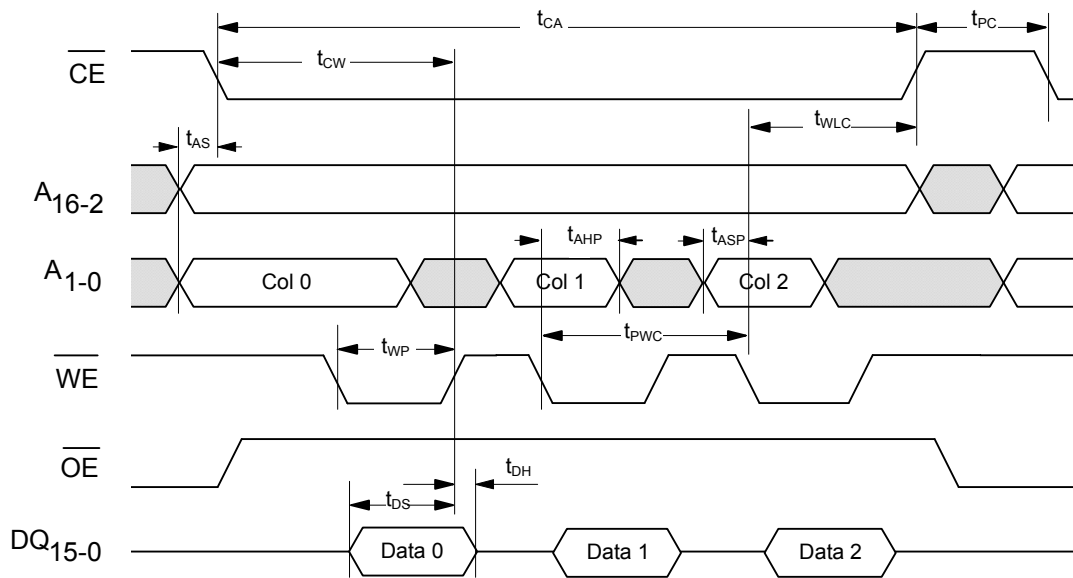 tCA
tPC
CE
tCW
tAS
tWLC
A16-2
tAHP
tASP
A1-0
Col 0
Col 1
Col 2
tPWC
tWP
WE
OE
tDH
tDS
DQ15-0
Data 0
Data 1
Data 2